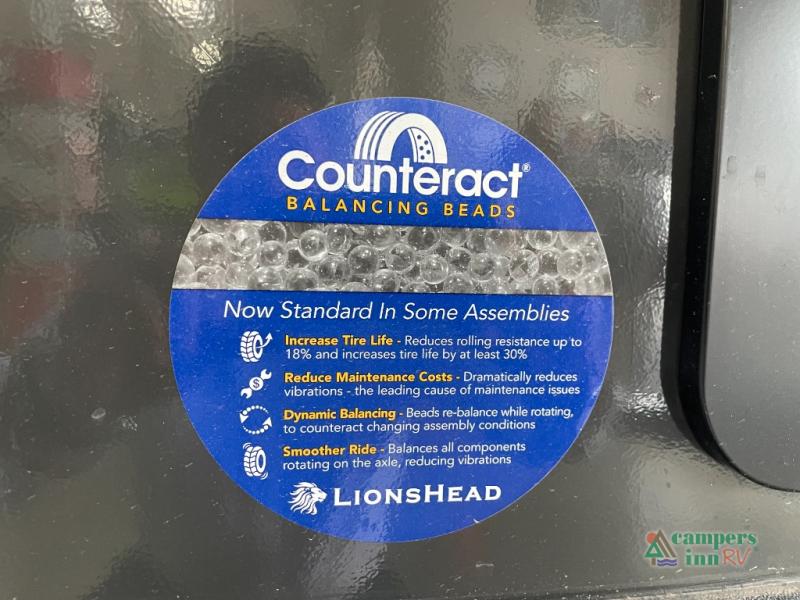 Counteract®
BALANCING BEADS
Now Standard In Some Assemblies
Increase Tire Life - Reduces rolling resistance up to
18% and increases tire life by at least 30%
$
Reduce Maintenance Costs - Dramatically reduces
vibrations - the leading cause of maintenance issues
Dynamic Balancing - Beads re-balance while rotating,
to counteract changing assembly conditions
Smoother Ride - Balances all components
rotating on the axle, reducing vibrations
LIONSHEAD
campers
inn RV